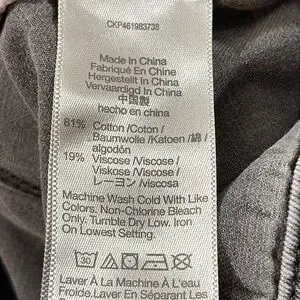 CKP461983738
Made In China
Fabriqué En Chine
Hergestellt In China
Vervaardigd In China
中国製
hecho en china
81% Cotton /Coton /
Baumwolle /Katoen /綿 /
algodón
19% Viscose /Viscose /
Viskose /Viscose /
レーヨン /viscosa
Machine Wash Cold With Like
Colors. Non-Chlorine Bleach
Only. Tumble Dry Low. Iron
On Lowest Setting.
Laver À La Machine À L'eau
Froide. Laver En Séparant Les